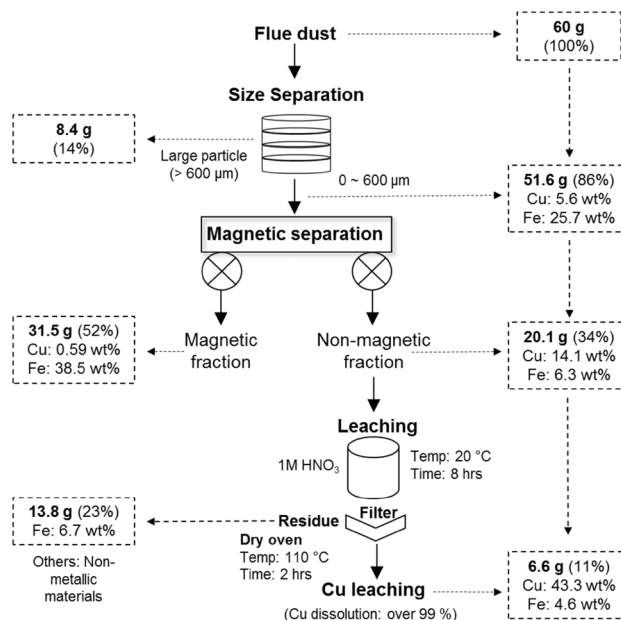 Flue dust
60 g
(100%)
Size Separation
8.4 g
(14%)
Large particle
(> 600 μm)
0 ~ 600 μm
51.6 g (86%)
Cu: 5.6 wt%
Fe: 25.7 wt%
Magnetic separation
31.5 g (52%)
Cu: 0.59 wt%
Fe: 38.5 wt%
Magnetic
fraction
Non-magnetic
fraction
20.1 g (34%)
Cu: 14.1 wt%
Fe: 6.3 wt%
Leaching
1M HNO₃
Temp: 20 °C
Time: 8 hrs
13.8 g (23%)
Fe: 6.7 wt%
Others: Non-
metallic
materials
Residue
Filter
Dry oven
Temp: 110 °C
Time: 2 hrs
Cu leaching
(Cu dissolution: over 99 %)
6.6 g (11%)
Cu: 43.3 wt%
Fe: 4.6 wt%